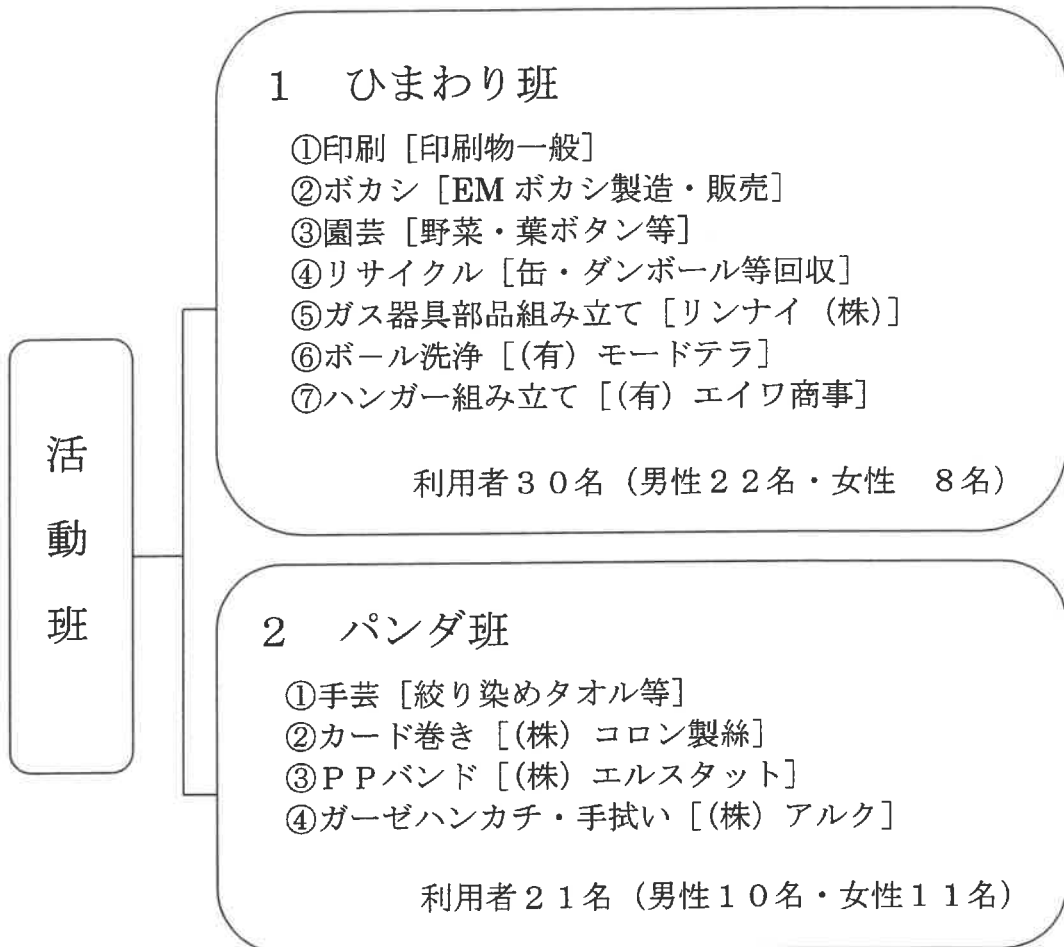 活動班
1 ひまわり班
①印刷［印刷物一般］
②ボカシ［EM ボカシ製造・販売］
③園芸［野菜・葉ボタン等］
④リサイクル［缶・ダンボール等回収］
⑤ガス器具部品組み立て［リンナイ（株）］
⑥ボール洗浄［（有）モードテラ］
⑦ハンガー組み立て［（有）エイワ商事］
利用者３０名（男性２２名・女性　８名）
2 パンダ班
①手芸［絞り染めタオル等］
②カード巻き［（株）コロン製絲］
③ＰＰバンド［（株）エルスタット］
④ガーゼハンカチ・手拭い［（株）アルク］
利用者２１名（男性１０名・女性１１名）